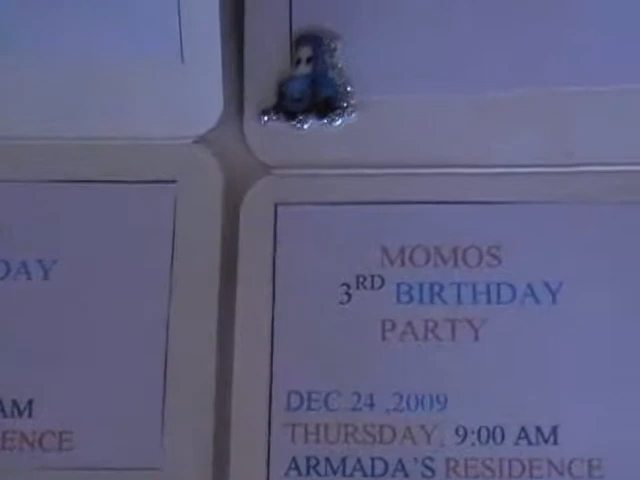 MOMOS
3RD BIRTHDAY
PARTY
DEC 24 ,2009
THURSDAY, 9:00 AM
ARMADA'S RESIDENCE
DAY
AM
ENCE